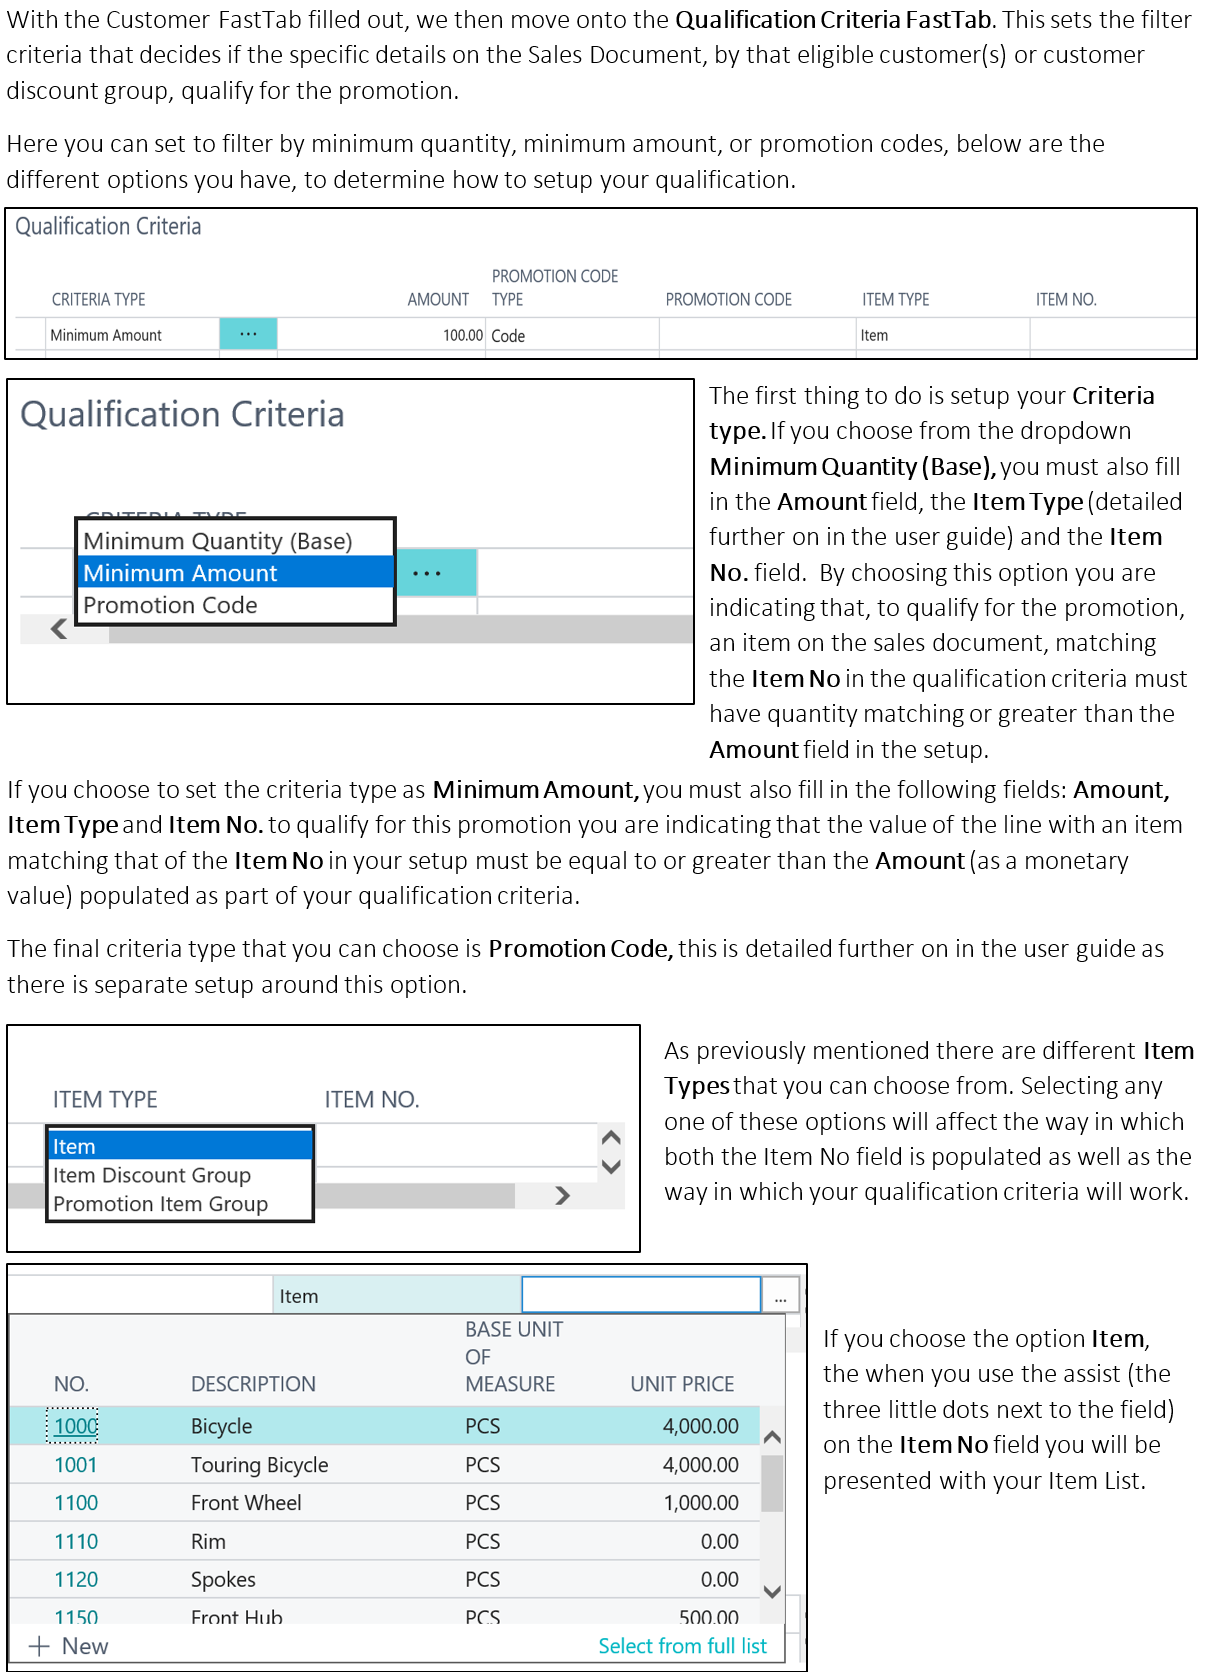 With the Customer FastTab filled out, we then move onto the Qualification Criteria FastTab. This sets the filter
criteria that decides if the specific details on the Sales Document, by that eligible customer(s) or customer
discount group, qualify for the promotion.
Here you can set to filter by minimum quantity, minimum amount, or promotion codes, below are the
different options you have, to determine how to setup your qualification.
Qualification Criteria
CRITERIA TYPE AMOUNT PROMOTION CODE TYPE PROMOTION CODE ITEM TYPE ITEM NO.
Minimum Amount ... 100.00 Code Item
Qualification Criteria
CRITERIA TYPE
Minimum Quantity (Base)
Minimum Amount ...
Promotion Code
The first thing to do is setup your Criteria
type. If you choose from the dropdown
Minimum Quantity (Base), you must also fill
in the Amount field, the Item Type (detailed
further on in the user guide) and the Item
No. field. By choosing this option you are
indicating that, to qualify for the promotion,
an item on the sales document, matching
the Item No in the qualification criteria must
have quantity matching or greater than the
Amount field in the setup.
If you choose to set the criteria type as Minimum Amount, you must also fill in the following fields: Amount,
Item Type and Item No. to qualify for this promotion you are indicating that the value of the line with an item
matching that of the Item No in your setup must be equal to or greater than the Amount (as a monetary
value) populated as part of your qualification criteria.
The final criteria type that you can choose is Promotion Code, this is detailed further on in the user guide as
there is separate setup around this option.
ITEM TYPE ITEM NO.
Item
Item Discount Group
Promotion Item Group
As previously mentioned there are different Item
Types that you can choose from. Selecting any
one of these options will affect the way in which
both the Item No field is populated as well as the
way in which your qualification criteria will work.
Item ...
NO. DESCRIPTION BASE UNIT OF MEASURE UNIT PRICE
1000 Bicycle PCS 4,000.00
1001 Touring Bicycle PCS 4,000.00
1100 Front Wheel PCS 1,000.00
1110 Rim PCS 0.00
1120 Spokes PCS 0.00
1150 Front Hub PCS 500.00
+ New Select from full list
If you choose the option Item,
the when you use the assist (the
three little dots next to the field)
on the Item No field you will be
presented with your Item List.